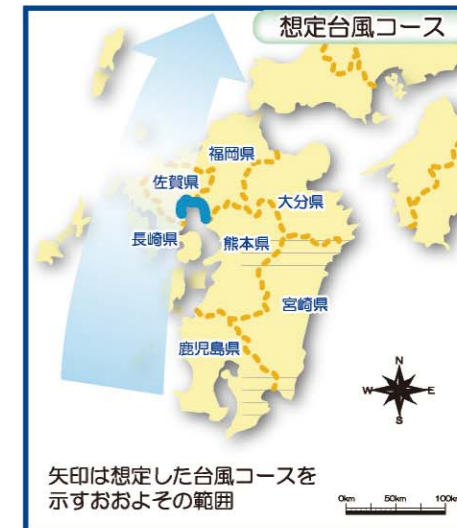 想定台風コース
福岡県
佐賀県
大分県
長崎県
熊本県
宮崎県
鹿児島県
N
W E
S
矢印は想定した台風コースを
示すおおよその範囲
0km 50km 100km